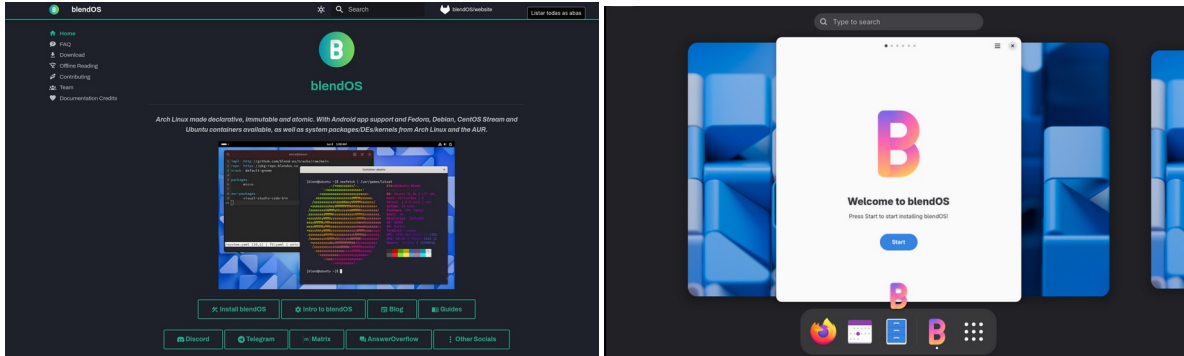 blendOS
Search
blendOS/website
Listar todas as abas
Home
FAQ
Download
Offline Reading
Contributing
Team
Documentation Credits
B
blendOS
Arch Linux made declarative, immutable and atomic. With Android app support and Fedora, Debian, CentOS Stream and
Ubuntu containers available, as well as system packages/DEs/kernels from Arch Linux and the AUR.
Install blendOS
Intro to blendOS
Blog
Guides
Discord
Telegram
Matrix
AnswerOverflow
Other Socials
Type to search
B
Welcome to blendOS
Press Start to start installing blendOS!
Start
B
B